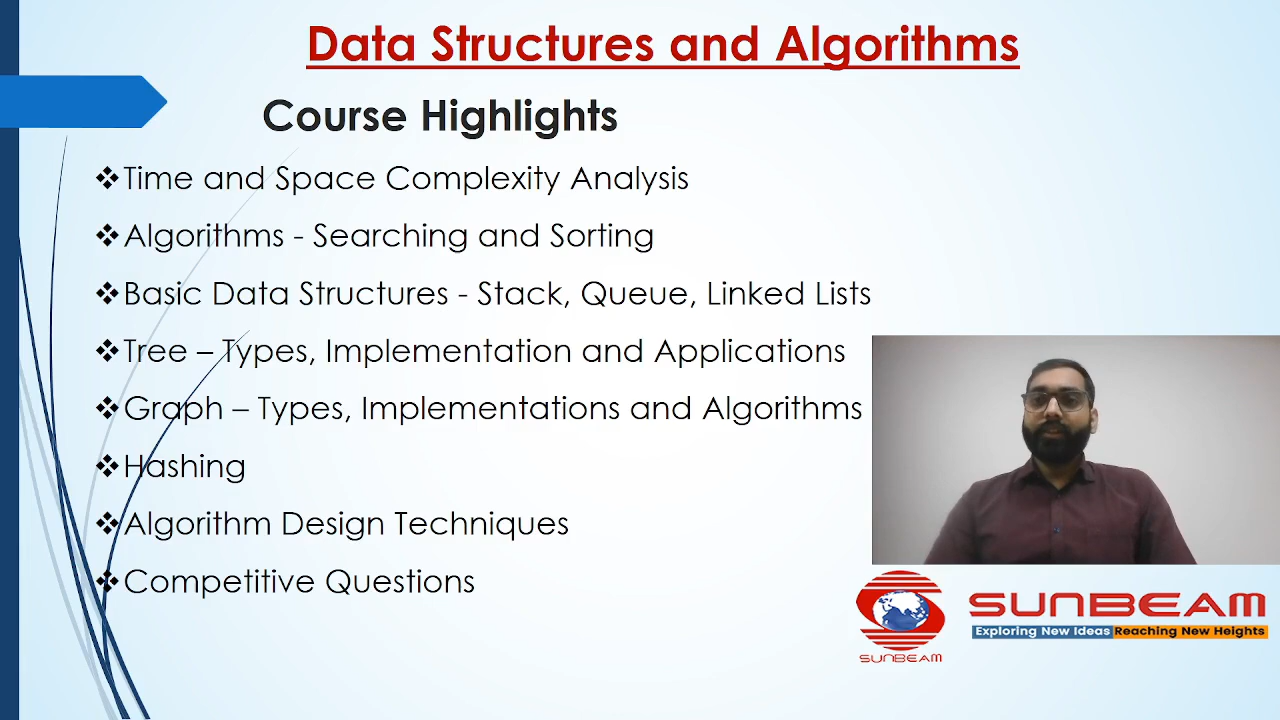 Data Structures and Algorithms
Course Highlights
❖Time and Space Complexity Analysis
❖Algorithms - Searching and Sorting
❖Basic Data Structures - Stack, Queue, Linked Lists
❖Tree – Types, Implementation and Applications
❖Graph – Types, Implementations and Algorithms
❖Hashing
❖Algorithm Design Techniques
❖Competitive Questions
SUNBEAM
SUNBEAM
Exploring New Ideas Reaching New Heights